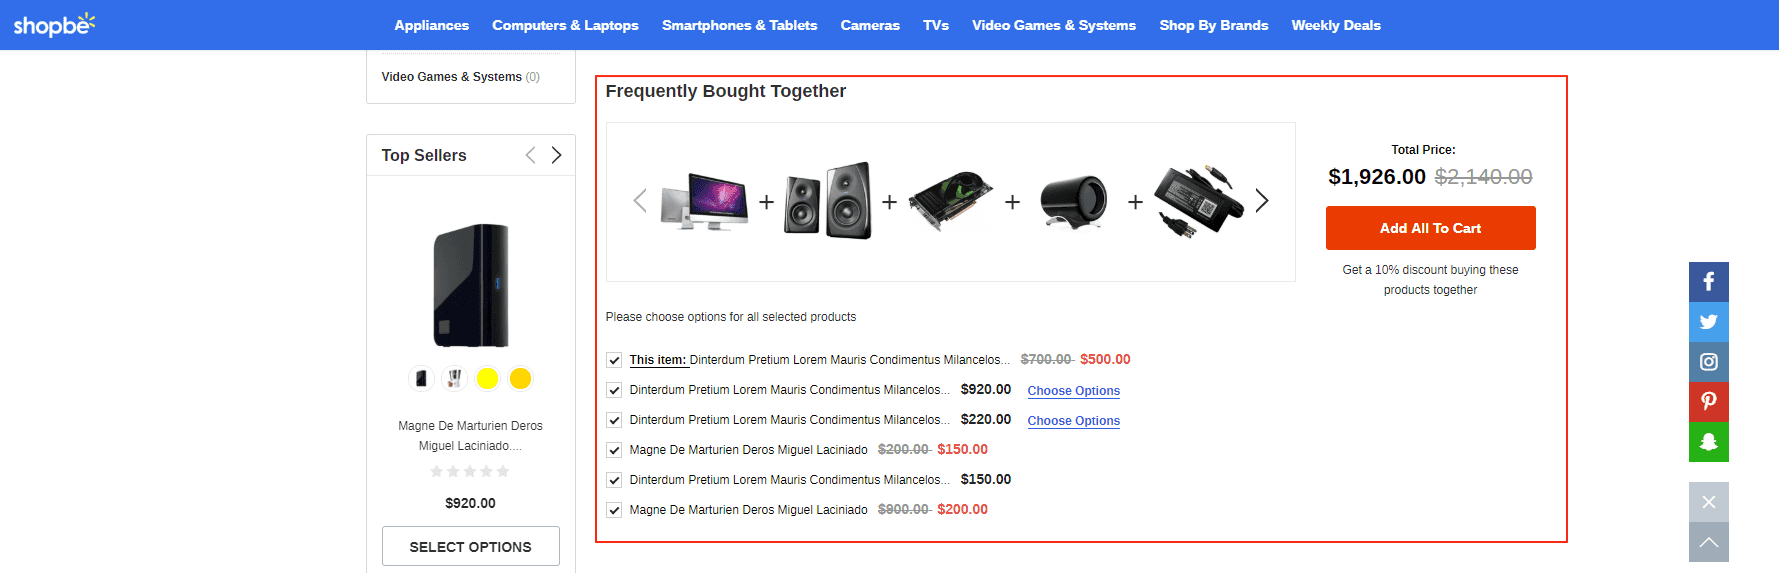 shopbe
Appliances Computers & Laptops Smartphones & Tablets Cameras TVs Video Games & Systems Shop By Brands Weekly Deals
Video Games & Systems (0)
Top Sellers
Magne De Marturien Deros
Miguel Laciniado....
$920.00
SELECT OPTIONS
Frequently Bought Together
Total Price:
$1,926.00 $2,140.00
Add All To Cart
Get a 10% discount buying these
products together
Please choose options for all selected products
This item: Dinterdum Pretium Lorem Mauris Condimentus Milancelos... $700.00 $500.00
Dinterdum Pretium Lorem Mauris Condimentus Milancelos... $920.00 Choose Options
Dinterdum Pretium Lorem Mauris Condimentus Milancelos... $220.00 Choose Options
Magne De Marturien Deros Miguel Laciniado $200.00 $150.00
Dinterdum Pretium Lorem Mauris Condimentus Milancelos... $150.00
Magne De Marturien Deros Miguel Laciniado $900.00 $200.00